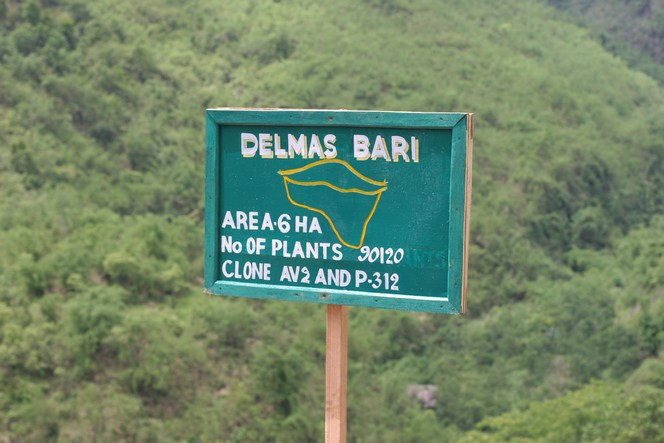 DELMAS BARI
AREA-6 HA
No OF PLANTS 90120
CLONE AV2 AND P-312